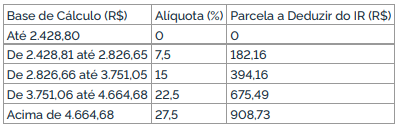 Base de Cálculo (R$) Alíquota (%) Parcela a Deduzir do IR (R$)
Até 2.428,80 0 0
De 2.428,81 até 2.826,65 7,5 182,16
De 2.826,66 até 3.751,05 15 394,16
De 3.751,06 até 4.664,68 22,5 675,49
Acima de 4.664,68 27,5 908,73